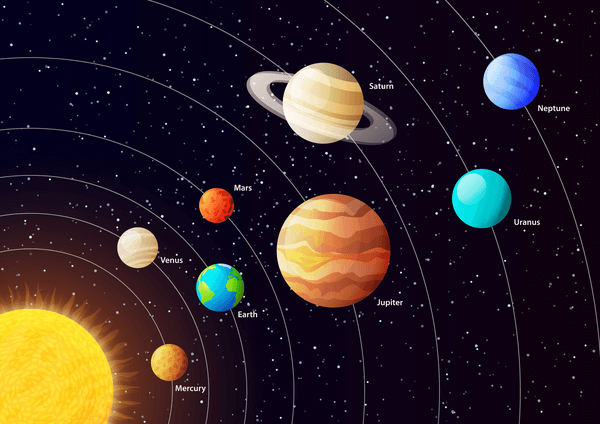 Saturn
Neptune
Mars
Uranus
Venus
Earth
Jupiter
Mercury